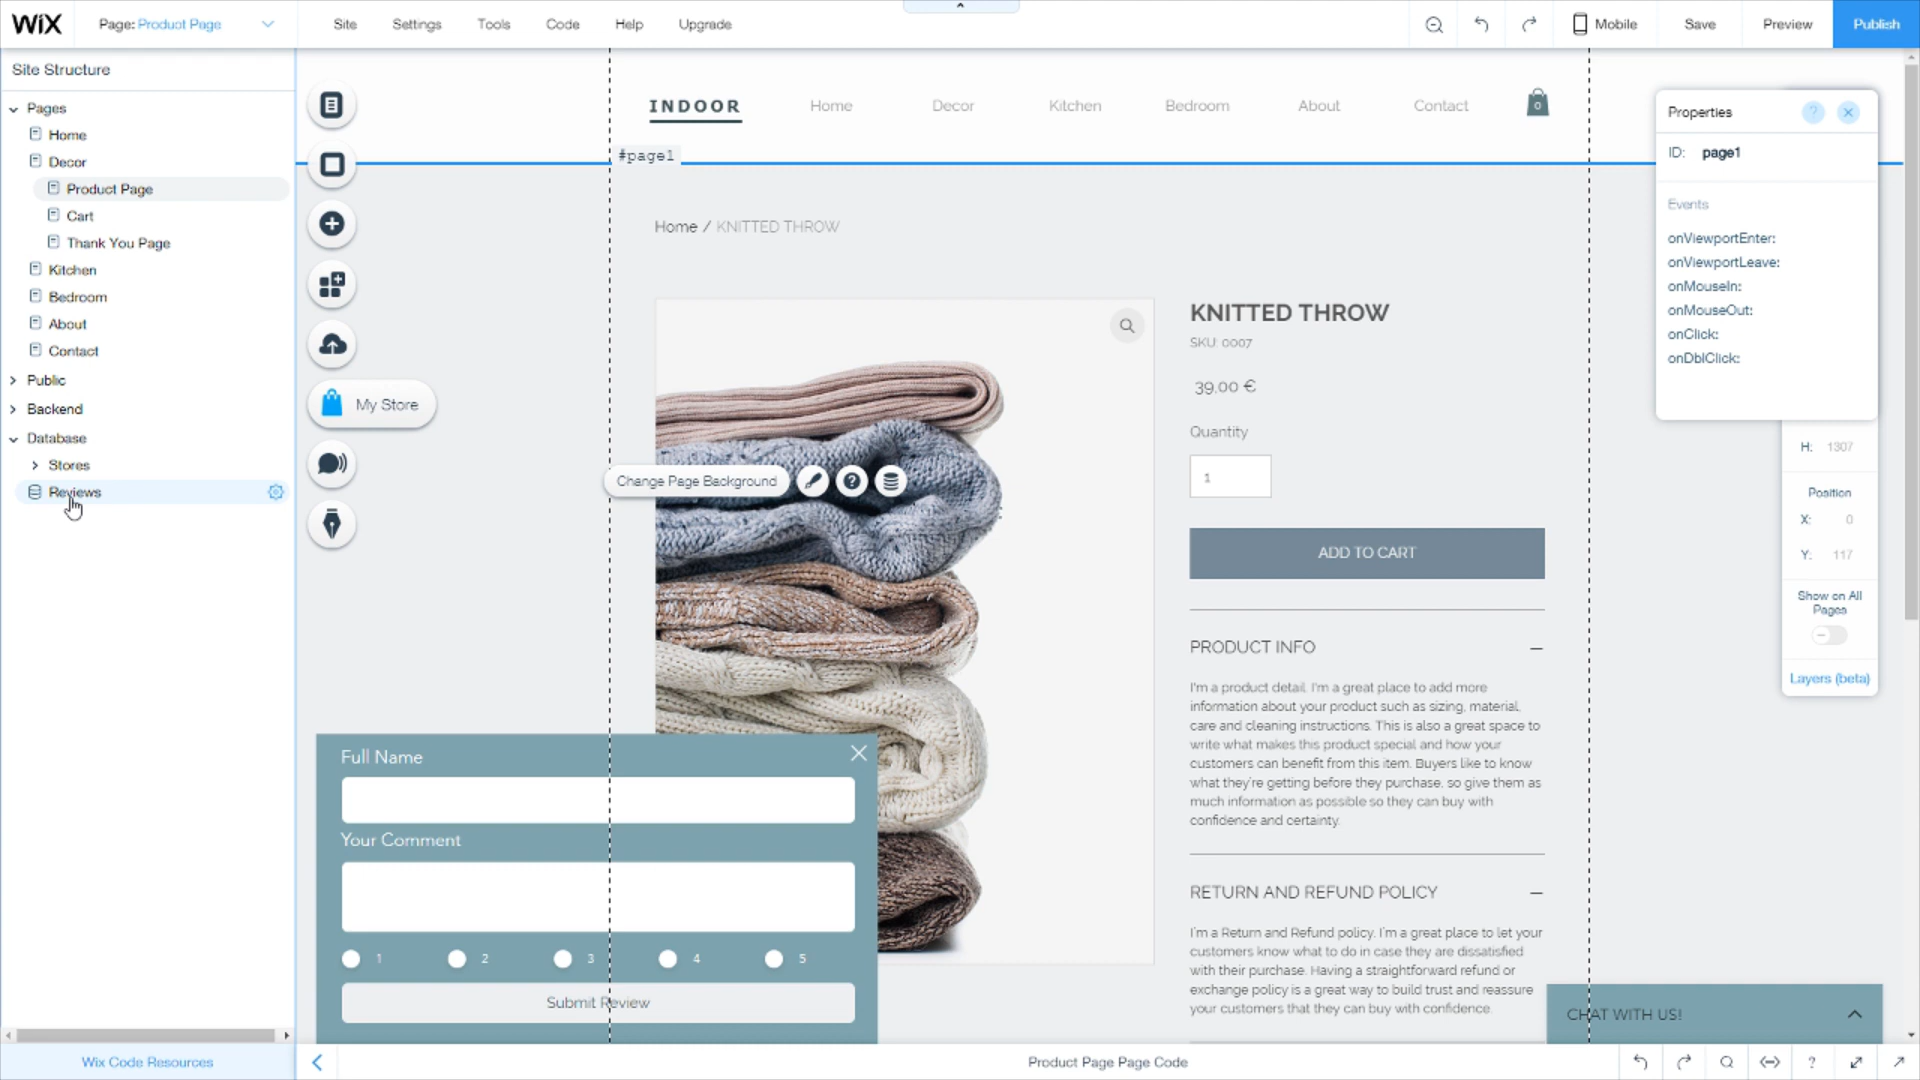 WiX
Page: Product Page
Site
Settings
Tools
Code
Help
Upgrade
Mobile
Save
Preview
Publish
Site Structure
Pages
Home
Decor
Product Page
Cart
Thank You Page
Kitchen
Bedroom
About
Contact
Public
Backend
Database
Stores
Reviews
Wix Code Resources
My Store
INDOOR
Home
Decor
Kitchen
Bedroom
About
Contact
0
#page1
Home / KNITTED THROW
Change Page Background
?
KNITTED THROW
SKU: 0007
39,00 €
Quantity
1
ADD TO CART
PRODUCT INFO
I'm a product detail. I'm a great place to add more
information about your product such as sizing, material,
care and cleaning instructions. This is also a great space to
write what makes this product special and how your
customers can benefit from this item. Buyers like to know
what they're getting before they purchase, so give them as
much information as possible so they can buy with
confidence and certainty.
RETURN AND REFUND POLICY
I'm a Return and Refund policy. I'm a great place to let your
customers know what to do in case they are dissatisfied
with their purchase. Having a straightforward refund or
exchange policy is a great way to build trust and reassure
your customers that they can buy with confidence.
Full Name
Your Comment
1
2
3
4
5
Submit Review
Properties
?
ID: page1
Events
onViewportEnter:
onViewportLeave:
onMouseIn:
onMouseOut:
onClick:
onDblClick:
H: 1307
Position
X: 0
Y: 117
Show on All
Pages
Layers (beta)
CHAT WITH US!
Product Page Page Code
?